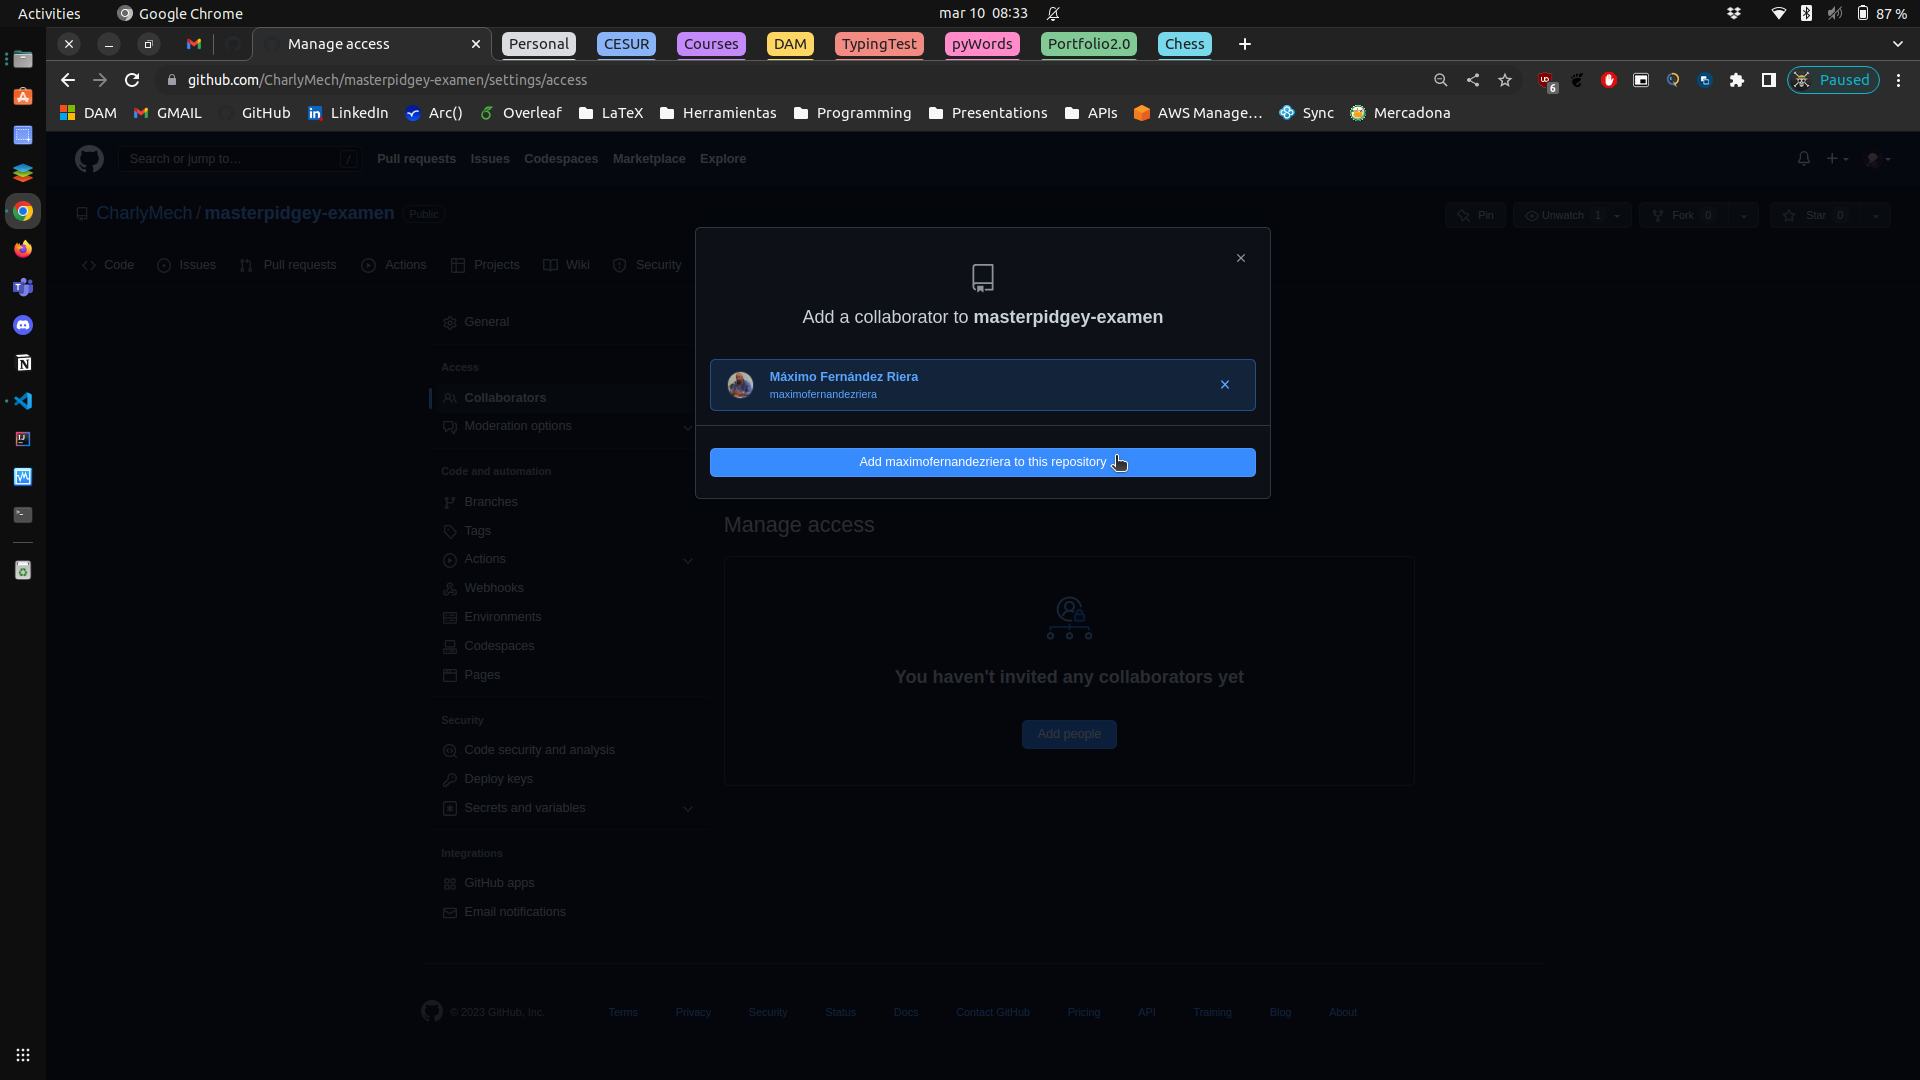 Activities Google Chrome mar 10 08:33 87 %
Manage access Personal CESUR Courses DAM TypingTest pyWords Portfolio2.0 Chess
github.com/CharlyMech/masterpidgey-examen/settings/access 6 Paused
DAM GMAIL GitHub LinkedIn Arc() Overleaf LaTeX Herramientas Programming Presentations APIs AWS Manage… Sync Mercadona
Search or jump to… / Pull requests Issues Codespaces Marketplace Explore
CharlyMech / masterpidgey-examen Public Pin Unwatch 1 Fork 0 Star 0
Code Issues Pull requests Actions Projects Wiki Security
Add a collaborator to masterpidgey-examen
Máximo Fernández Riera
maximofernandezriera
Add maximofernandezriera to this repository
General
Access
Collaborators
Moderation options
Code and automation
Branches
Tags
Actions
Webhooks
Environments
Codespaces
Pages
Security
Code security and analysis
Deploy keys
Secrets and variables
Integrations
GitHub apps
Email notifications
Manage access
You haven't invited any collaborators yet
Add people
© 2023 GitHub, Inc. Terms Privacy Security Status Docs Contact GitHub Pricing API Training Blog About